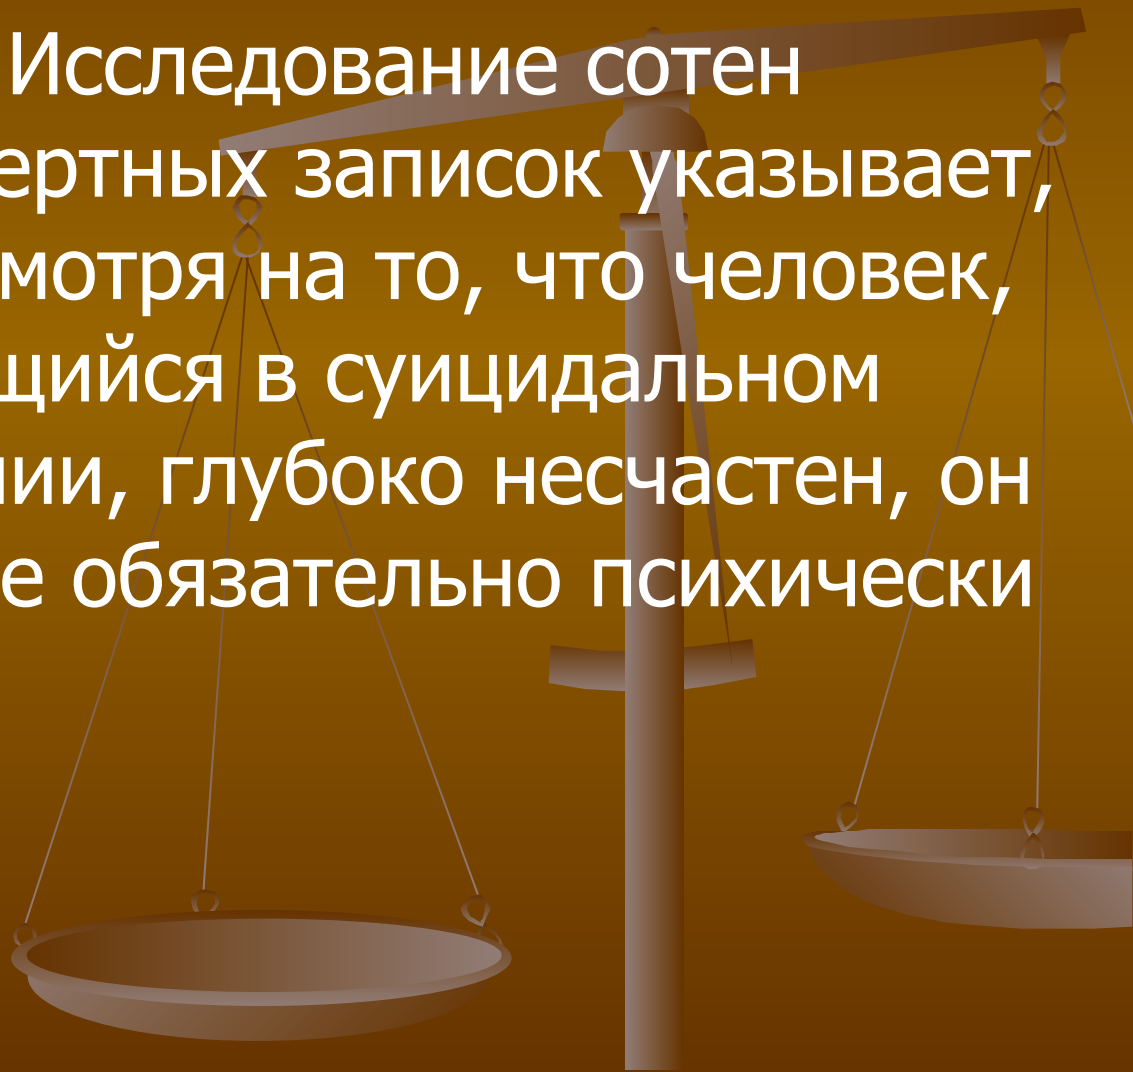 Исследование сотен
ертных записок указывает,
мотря на то, что человек,
щийся в суицидальном
ии, глубоко несчастен, он
е обязательно психически